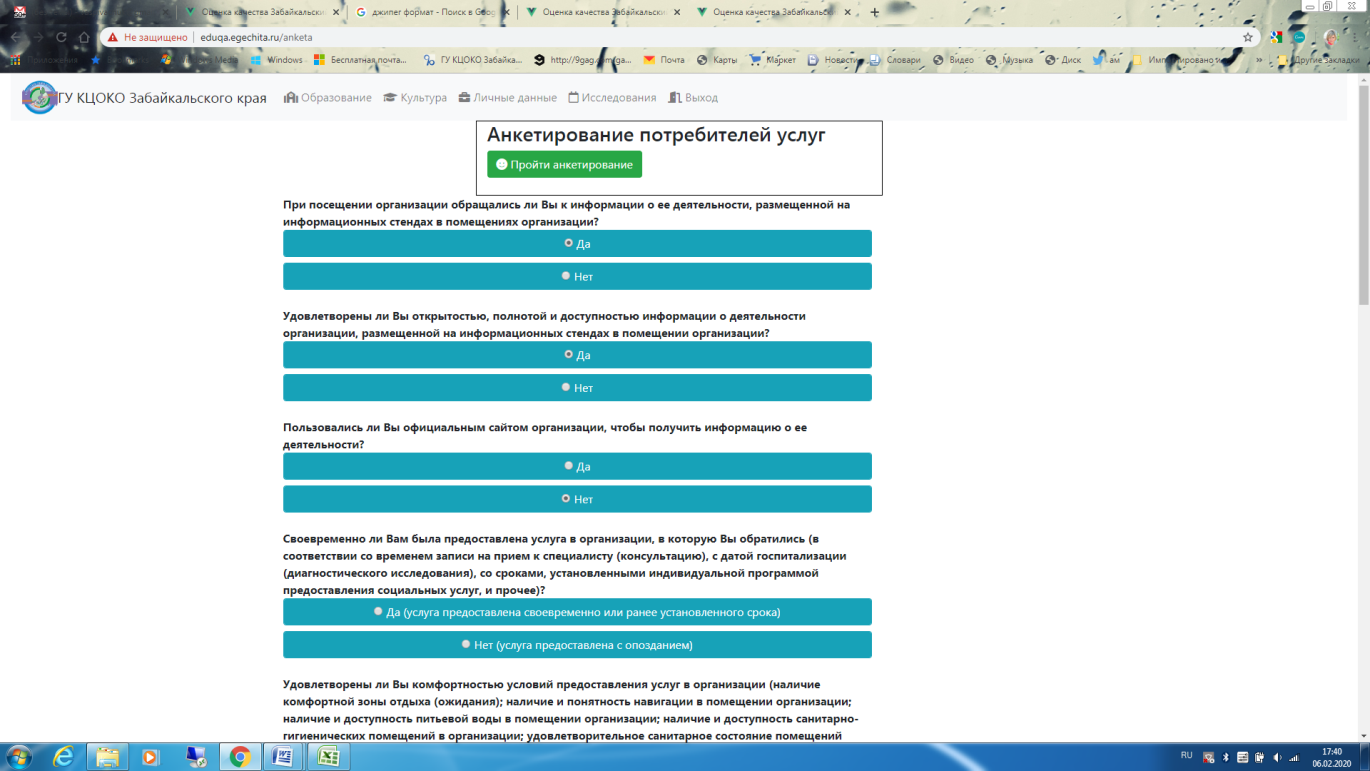 Оценка качества Забайкальски
джипег формат - Поиск в Goog
Оценка качества Забайкальски
Оценка качества Забайкальски
Не защищено | eduqa.egechita.ru/anketa
Windows
Бесплатная почта...
ГУ КЦОКО Забайка...
http://9gag.com/ga...
Почта
Карты
Маркет
Новости
Словари
Видео
Музыка
Диск
Другие закладки
ГУ КЦОКО Забайкальского края Образование Культура Личные данные Исследования Выход
Анкетирование потребителей услуг
Пройти анкетирование
При посещении организации обращались ли Вы к информации о ее деятельности, размещенной на
информационных стендах в помещениях организации?
Да
Нет
Удовлетворены ли Вы открытостью, полнотой и доступностью информации о деятельности
организации, размещенной на информационных стендах в помещении организации?
Да
Нет
Пользовались ли Вы официальным сайтом организации, чтобы получить информацию о ее
деятельности?
Да
Нет
Своевременно ли Вам была предоставлена услуга в организации, в которую Вы обратились (в
соответствии со временем записи на прием к специалисту (консультацию), с датой госпитализации
(диагностического исследования), со сроками, установленными индивидуальной программой
предоставления социальных услуг, и прочее)?
Да (услуга предоставлена своевременно или ранее установленного срока)
Нет (услуга предоставлена с опозданием)
Удовлетворены ли Вы комфортностью условий предоставления услуг в организации (наличие
комфортной зоны отдыха (ожидания); наличие и понятность навигации в помещении организации;
наличие и доступность питьевой воды в помещении организации; наличие и доступность санитарно-
гигиенических помещений в организации; удовлетворительное санитарное состояние помещений
RU
17:40
06.02.2020